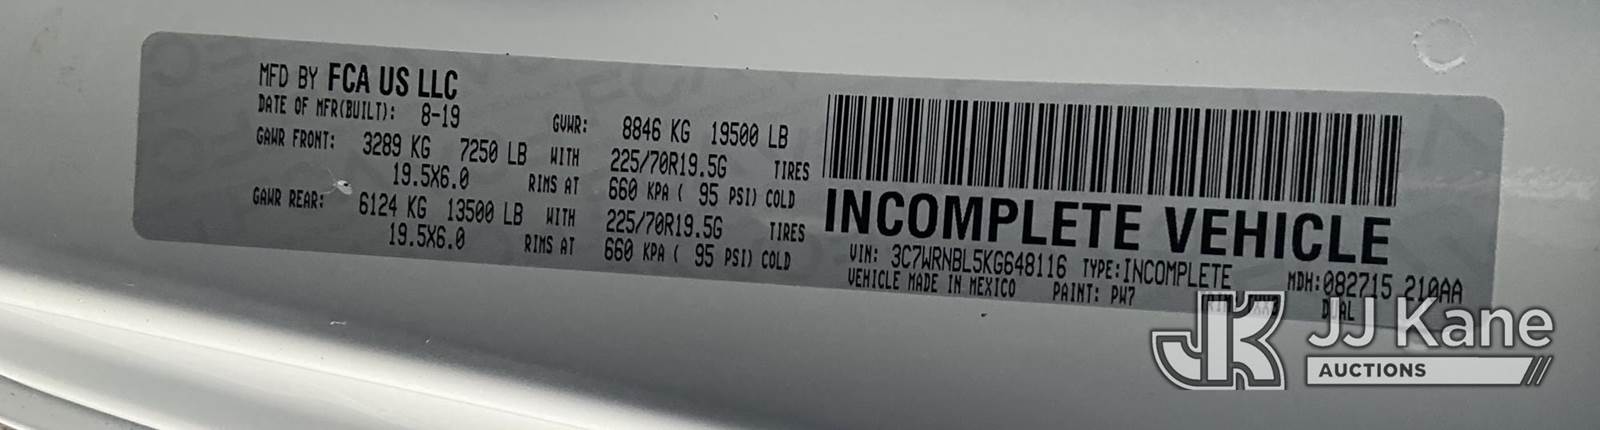 MFD BY FCA US LLC
DATE OF MFR(BUILT): 8-19 GVWR: 8846 KG 19500 LB
GAWR FRONT: 3289 KG 7250 LB WITH 225/70R19.5G TIRES
19.5X6.0 RIMS AT 660 KPA ( 95 PSI) COLD
GAWR REAR: 6124 KG 13500 LB WITH 225/70R19.5G TIRES
19.5X6.0 RIMS AT 660 KPA ( 95 PSI) COLD
INCOMPLETE VEHICLE
VIN: 3C7WRNBL5KG648116 TYPE:INCOMPLETE MDH:082715 210AA
VEHICLE MADE IN MEXICO PAINT: PW7
JK JJ Kane
AUCTIONS